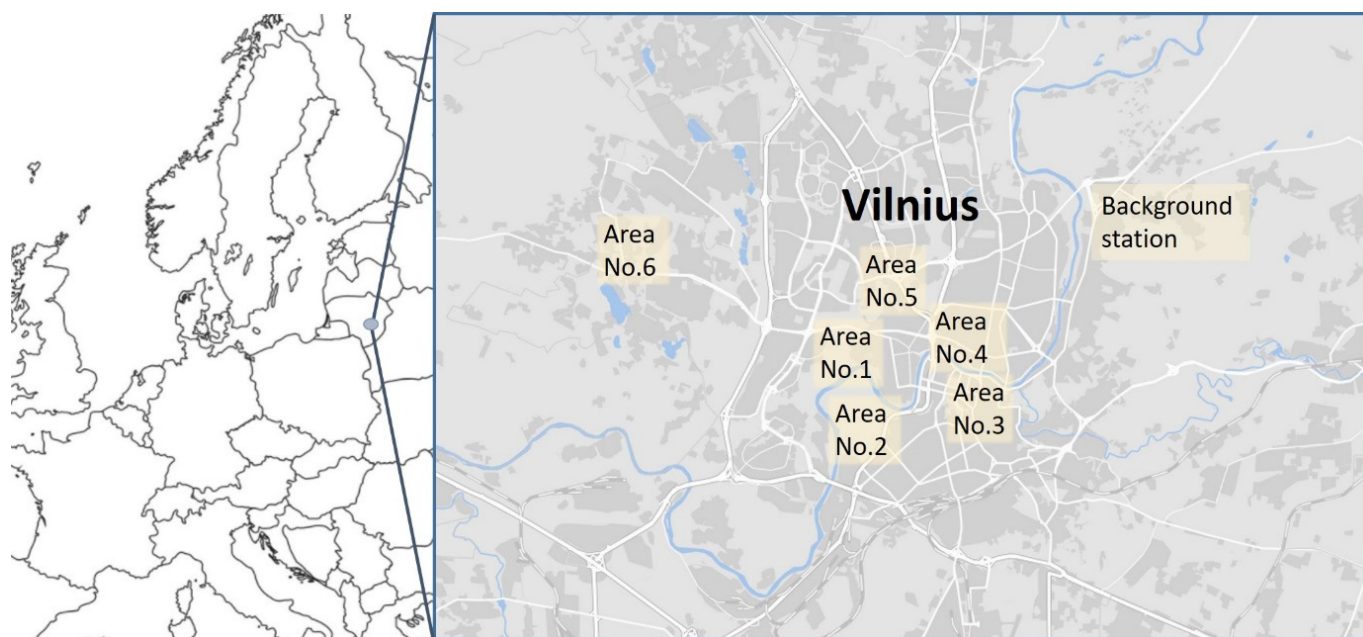 Vilnius
Background
station
Area
No.6
Area
No.5
Area
No.4
Area
No.1
Area
No.3
Area
No.2